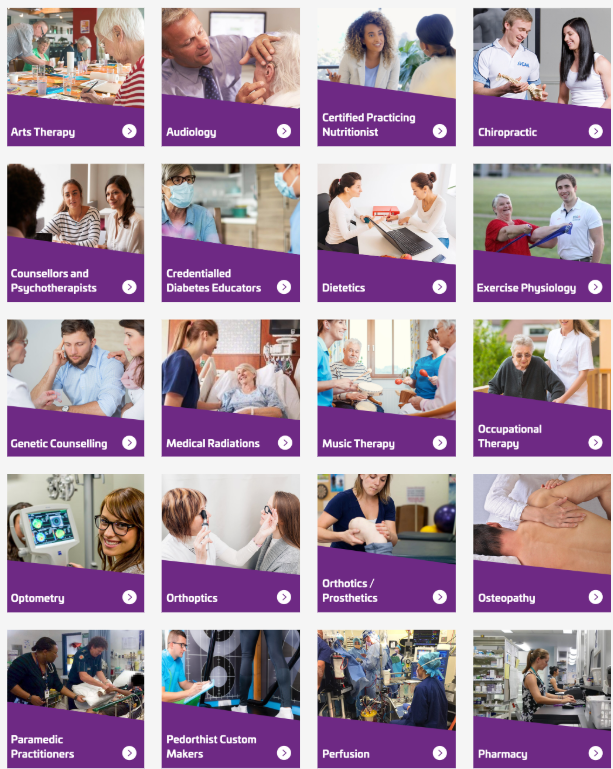 Arts Therapy
Audiology
Certified Practicing
Nutritionist
Chiropractic
Counsellors and
Psychotherapists
Credentialled
Diabetes Educators
Dietetics
Exercise Physiology
Genetic Counselling
Medical Radiations
Music Therapy
Occupational
Therapy
Optometry
Orthoptics
Orthotics /
Prosthetics
Osteopathy
Paramedic
Practitioners
Pedorthist Custom
Makers
Perfusion
Pharmacy